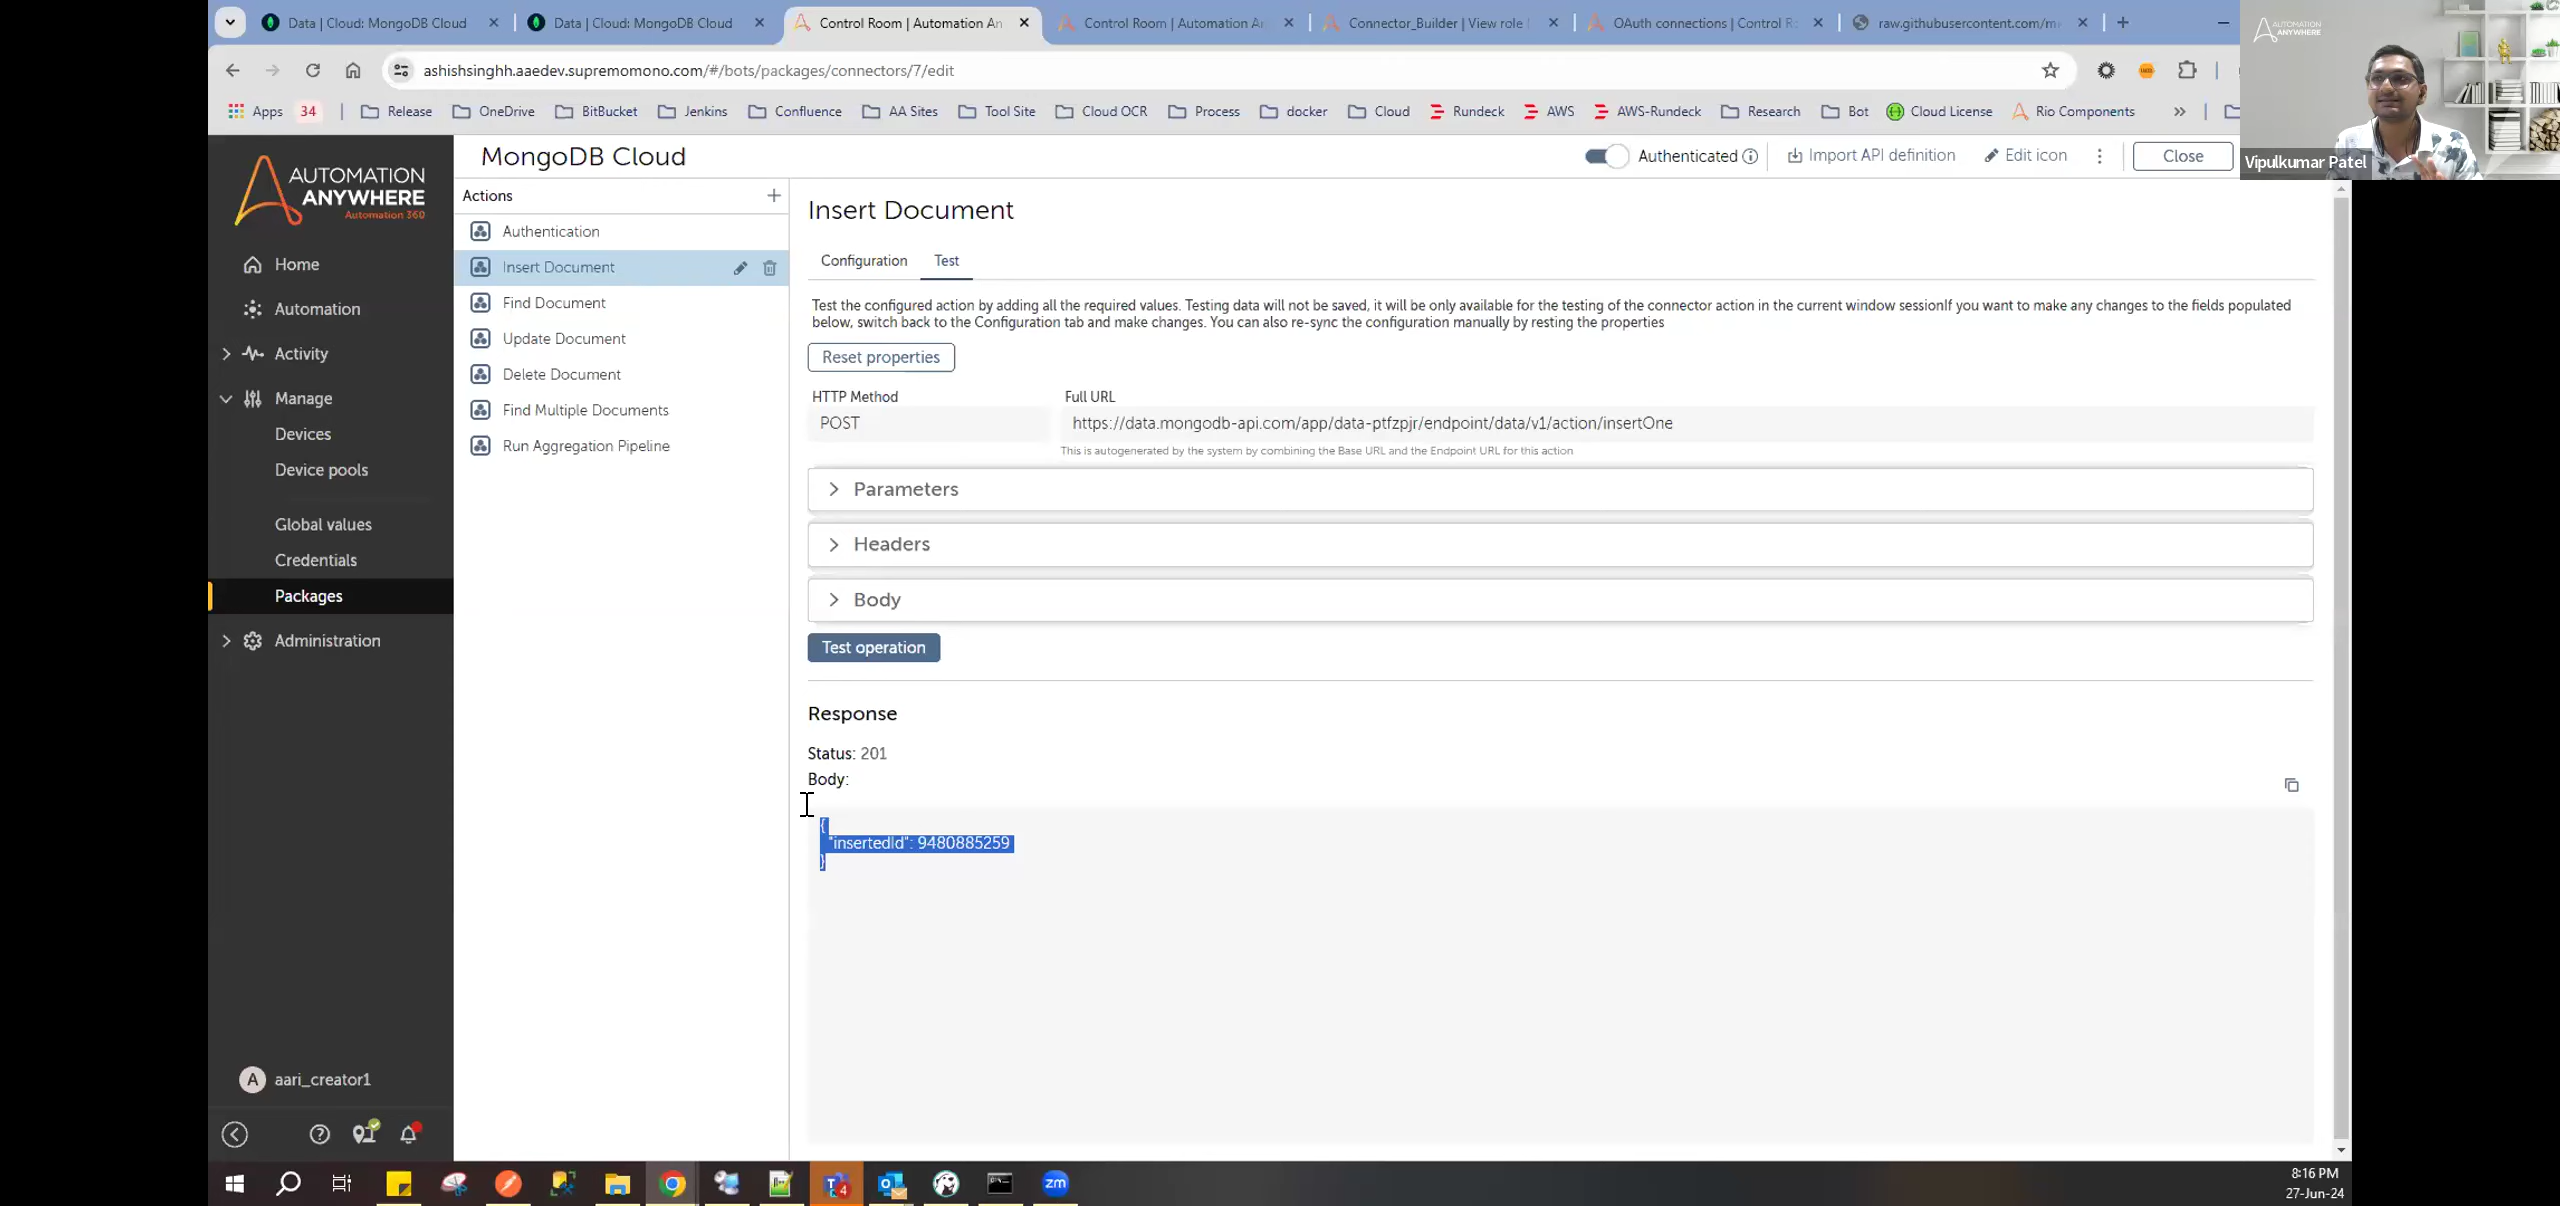 Data | Cloud: MongoDB Cloud
Data | Cloud: MongoDB Cloud
Control Room | Automation An
Control Room | Automation A
Connector_Builder | View role
OAuth connections | Control R
raw.githubusercontent.com/m
ashishsinghh.aaedev.supremomono.com/#/bots/packages/connectors/7/edit
Apps 34 Release OneDrive BitBucket Jenkins Confluence AA Sites Tool Site Cloud OCR Process docker Cloud Rundeck AWS AWS-Rundeck Research Bot Cloud License Rio Components
AUTOMATION
ANYWHERE
Vipulkumar Patel
AUTOMATION
ANYWHERE
Automation 360
Home
Automation
Activity
Manage
Devices
Device pools
Global values
Credentials
Packages
Administration
A aari_creator1
MongoDB Cloud
Authenticated
Import API definition
Edit icon
Close
Actions
Authentication
Insert Document
Find Document
Update Document
Delete Document
Find Multiple Documents
Run Aggregation Pipeline
Insert Document
Configuration Test
Test the configured action by adding all the required values. Testing data will not be saved, it will be only available for the testing of the connector action in the current window sessionIf you want to make any changes to the fields populated
below, switch back to the Configuration tab and make changes. You can also re-sync the configuration manually by resting the properties
Reset properties
HTTP Method Full URL
POST https://data.mongodb-api.com/app/data-ptfzpjr/endpoint/data/v1/action/insertOne
This is autogenerated by the system by combining the Base URL and the Endpoint URL for this action
Parameters
Headers
Body
Test operation
Response
Status: 201
Body:
{
"insertedId": 9480885259
}
4
zm
8:16 PM
27-Jun-24